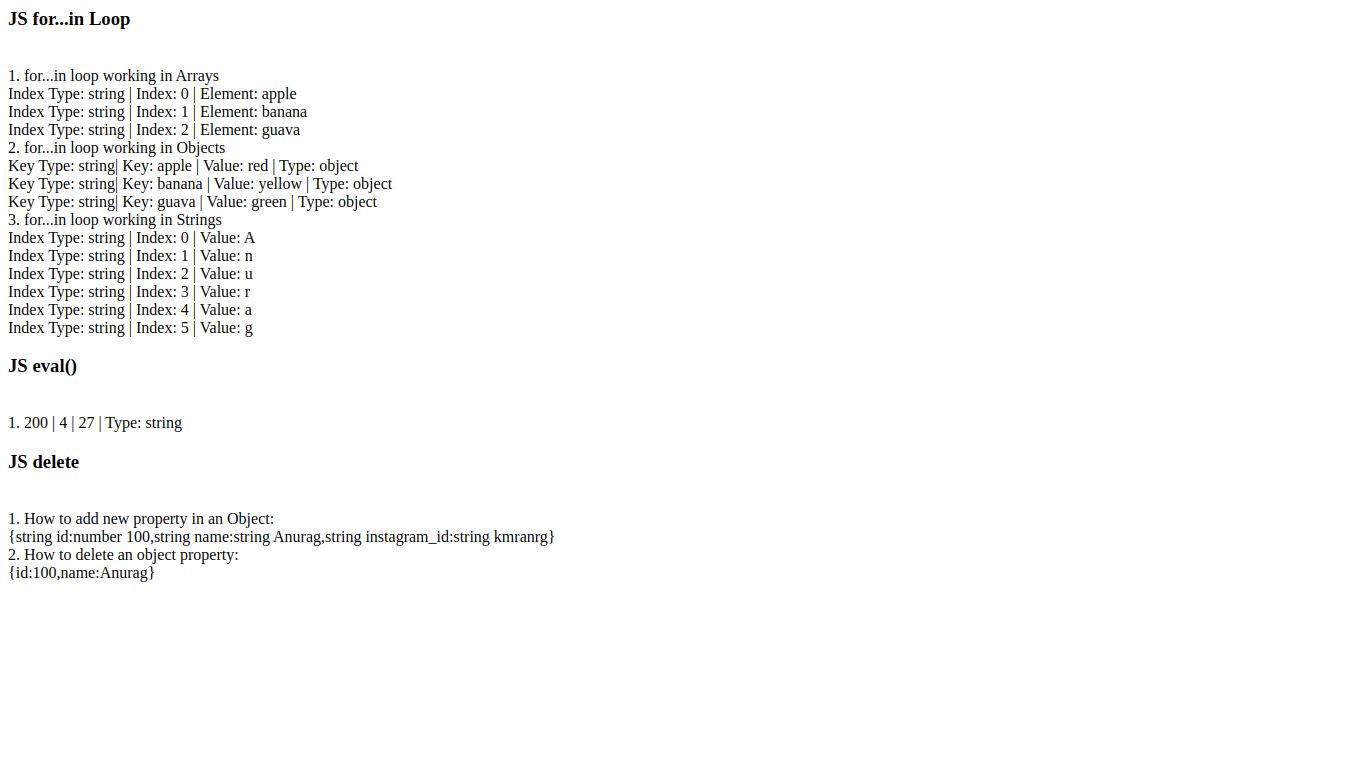 JS for...in Loop
1. for...in loop working in Arrays
Index Type: string | Index: 0 | Element: apple
Index Type: string | Index: 1 | Element: banana
Index Type: string | Index: 2 | Element: guava
2. for...in loop working in Objects
Key Type: string| Key: apple | Value: red | Type: object
Key Type: string| Key: banana | Value: yellow | Type: object
Key Type: string| Key: guava | Value: green | Type: object
3. for...in loop working in Strings
Index Type: string | Index: 0 | Value: A
Index Type: string | Index: 1 | Value: n
Index Type: string | Index: 2 | Value: u
Index Type: string | Index: 3 | Value: r
Index Type: string | Index: 4 | Value: a
Index Type: string | Index: 5 | Value: g
JS eval()
1. 200 | 4 | 27 | Type: string
JS delete
1. How to add new property in an Object:
{string id:number 100,string name:string Anurag,string instagram_id:string kmranrg}
2. How to delete an object property:
{id:100,name:Anurag}